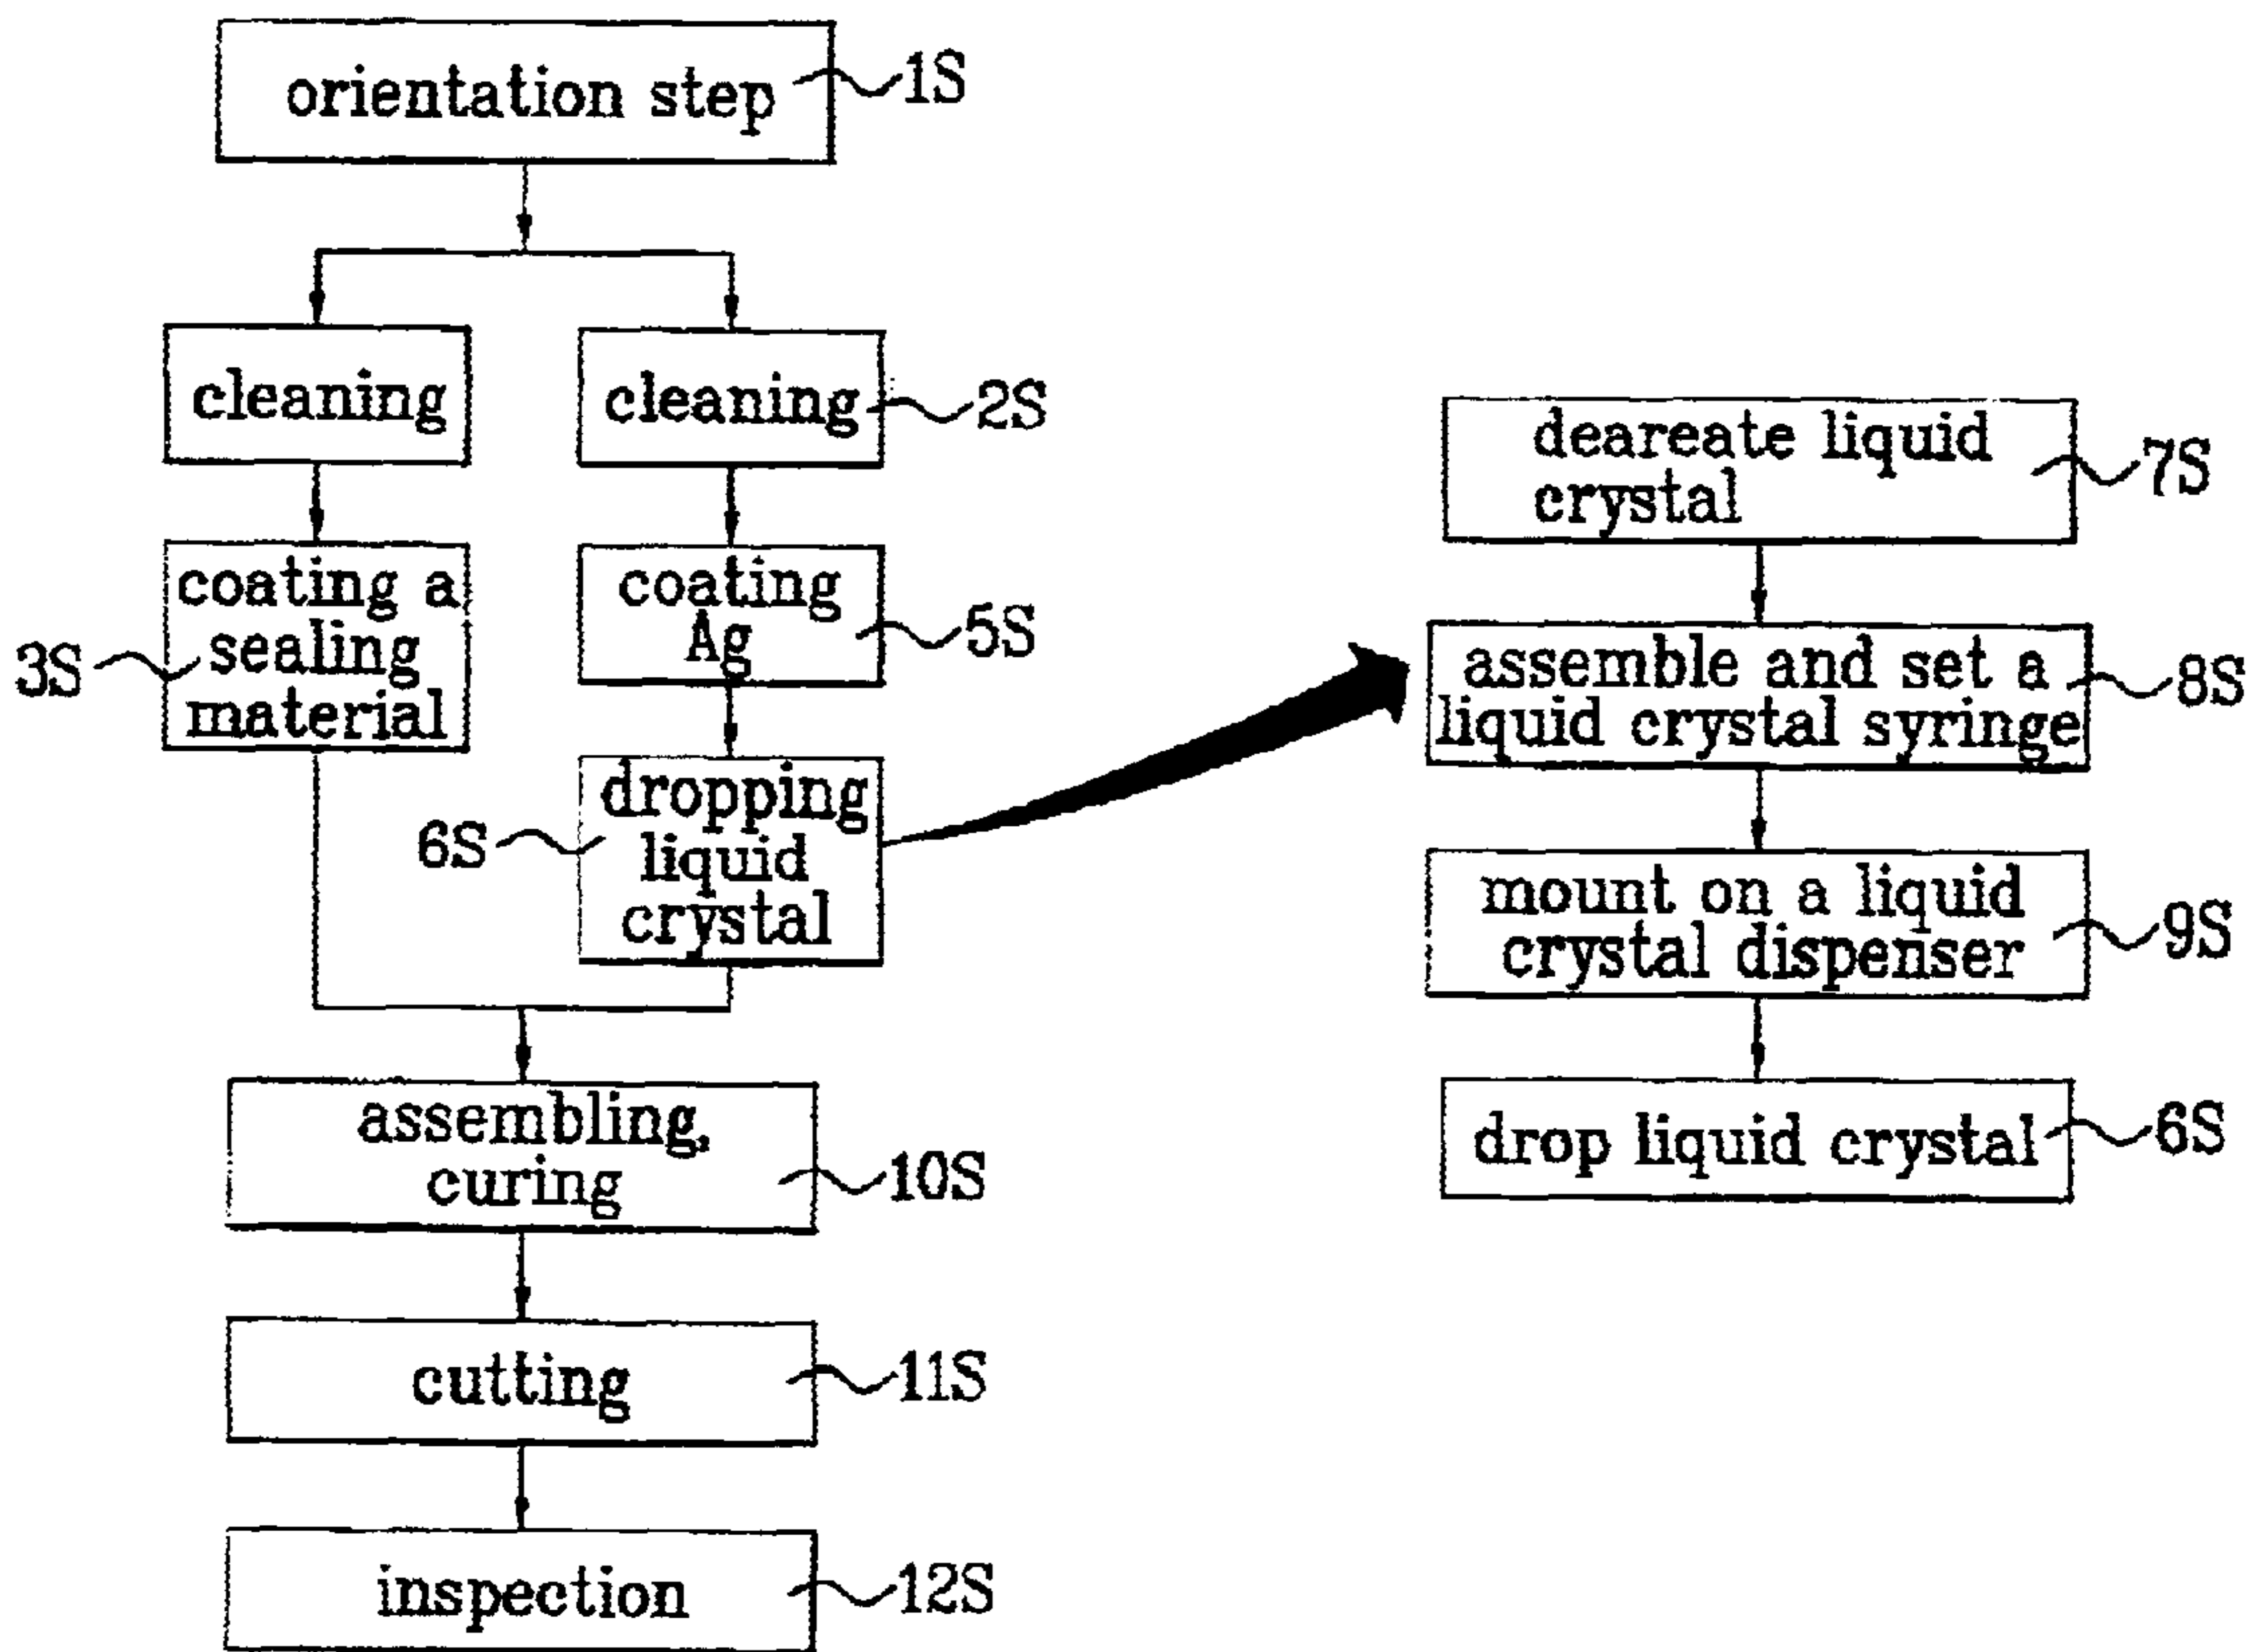 orientation step
1S
cleaning
cleaning
2S
coating a
sealing
material
3S
coating
Ag
5S
dropping
liquid
crystal
6S
assembling,
curing
10S
cutting
11S
inspection
12S
deareate liquid
crystal
7S
assemble and set a
liquid crystal syringe
8S
mount on a liquid
crystal dispenser
9S
drop liquid crystal
6S